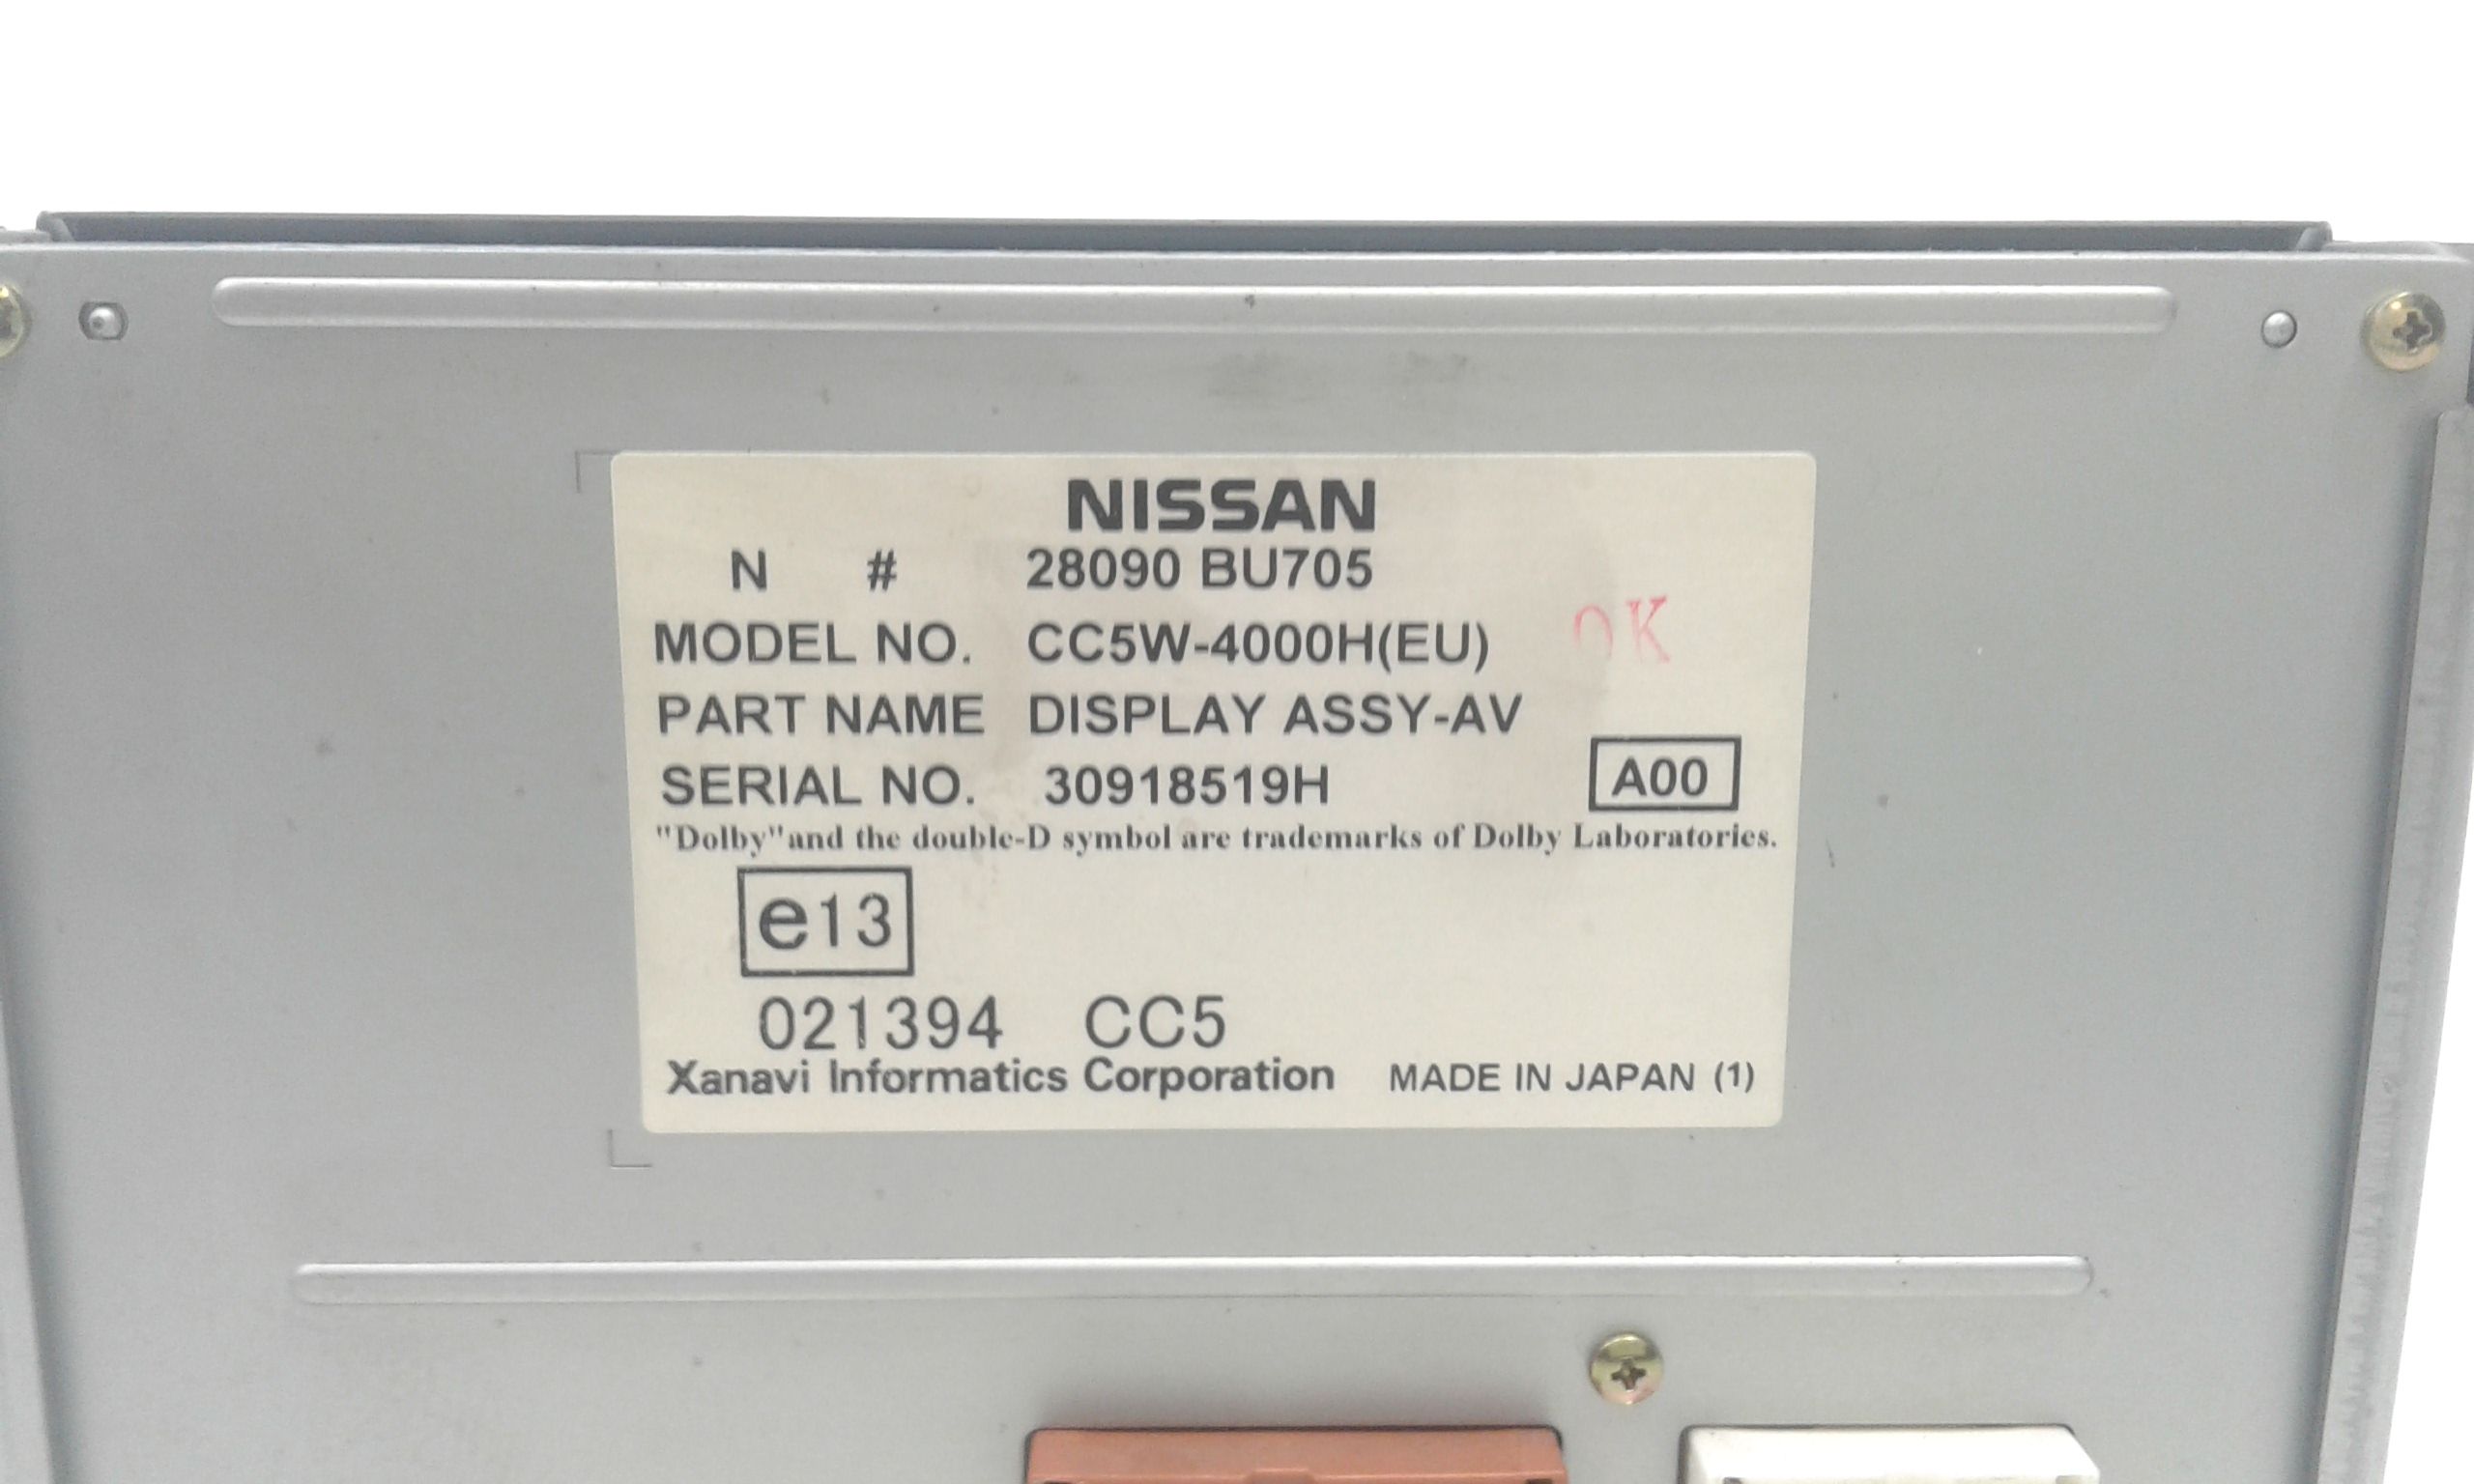 NISSAN
N # 28090 BU705
MODEL NO. CC5W-4000H(EU) OK
PART NAME DISPLAY ASSY-AV
SERIAL NO. 30918519H A00
"Dolby"and the double-D symbol are trademarks of Dolby Laboratories.
e13
021394 CC5
Xanavi Informatics Corporation MADE IN JAPAN (1)